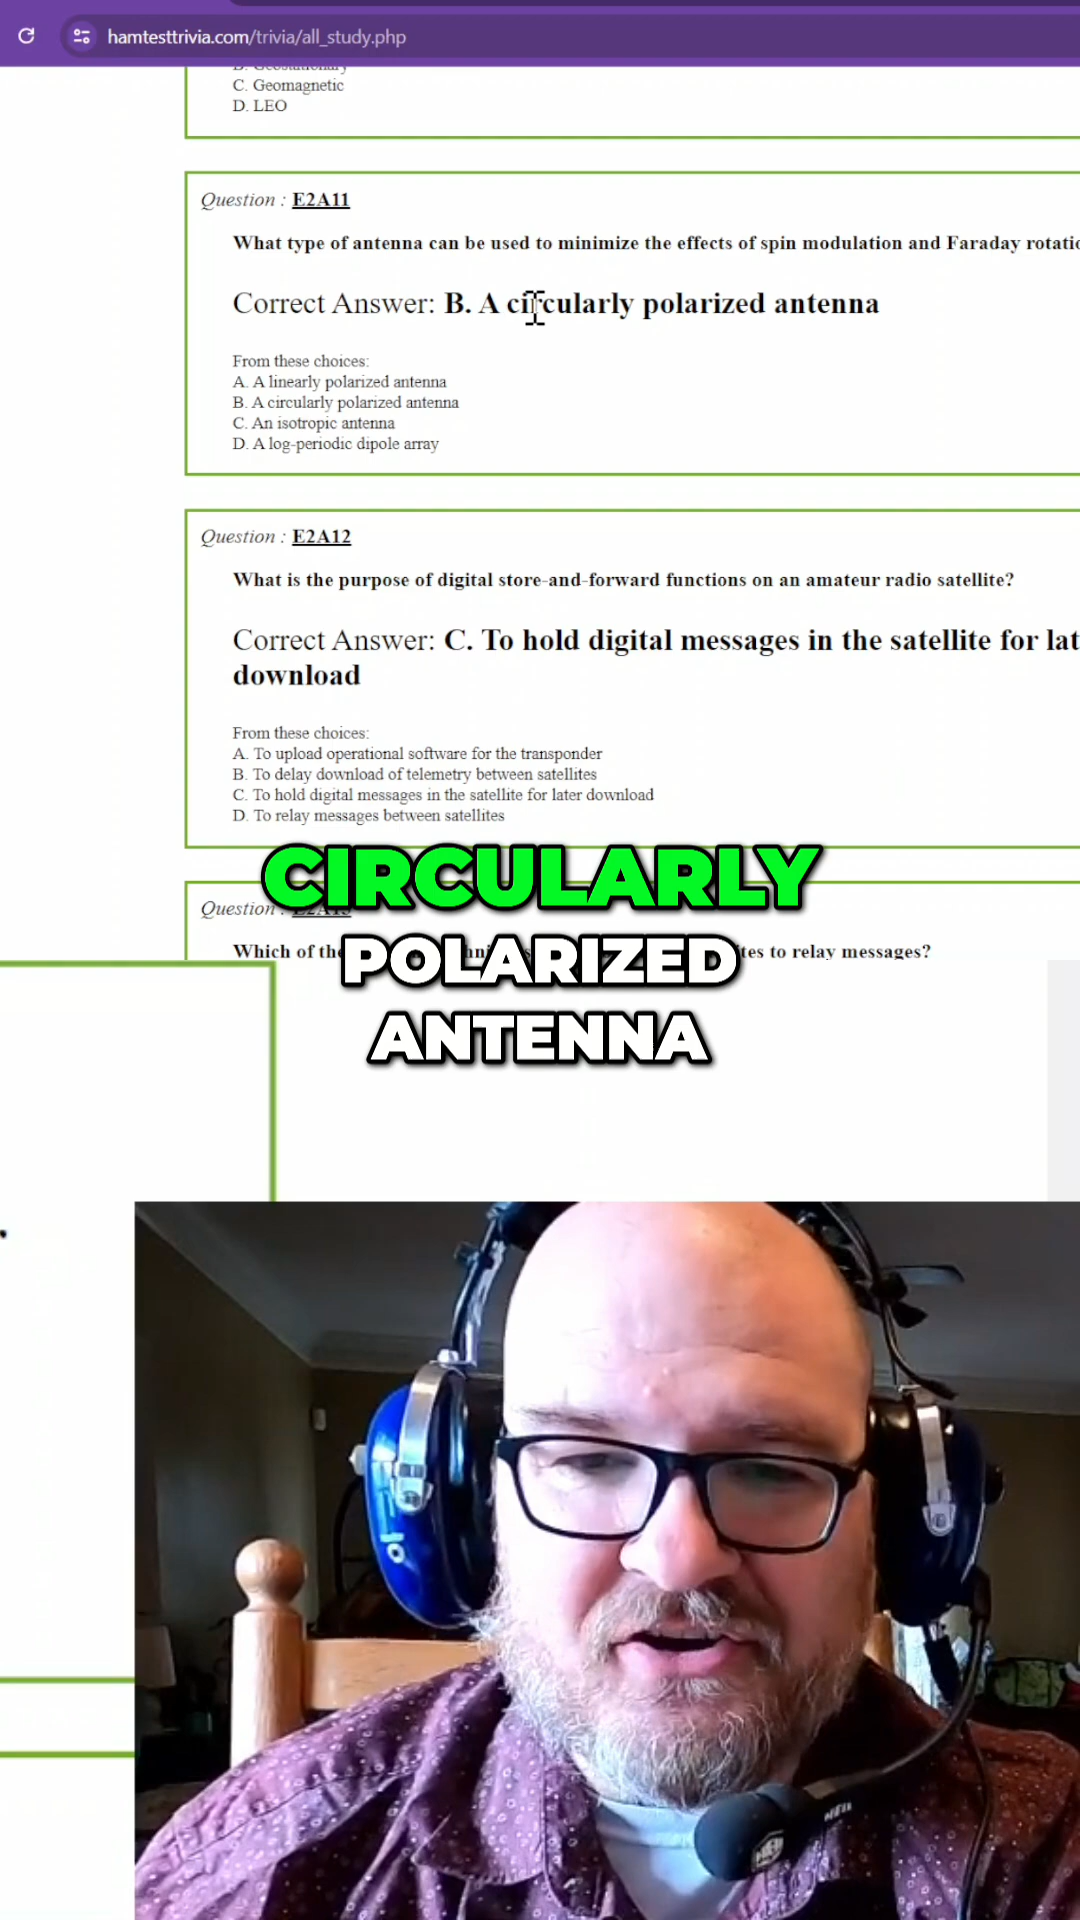 hamtesttrivia.com/trivia/all_study.php
B. Geostationary
C. Geomagnetic
D. LEO
Question : E2A11
What type of antenna can be used to minimize the effects of spin modulation and Faraday
Correct Answer: B. A circularly polarized antenna
From these choices:
A. A linearly polarized antenna
B. A circularly polarized antenna
C. An isotropic antenna
D. A log-periodic dipole array
Question : E2A12
What is the purpose of digital store-and-forward functions on an amateur radio satellite?
Correct Answer: C. To hold digital messages in the satellite for
download
From these choices:
A. To upload operational software for the transponder
B. To delay download of telemetry between satellites
C. To hold digital messages in the satellite for later download
D. To relay messages between satellites
CIRCULARLY
Question : E2A13
Which of the to relay messages?
POLARIZED
ANTENNA
HEIL